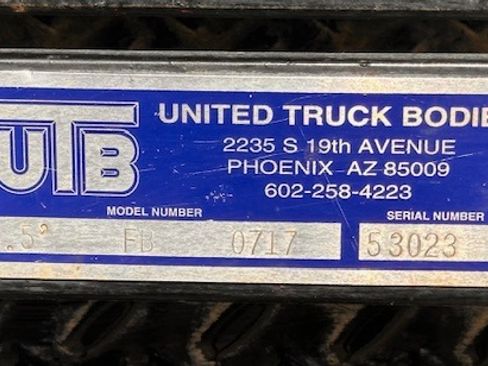 UTB
UNITED TRUCK BODIE
2235 S 19th AVENUE
PHOENIX AZ 85009
602-258-4223
MODEL NUMBER SERIAL NUMBER
.5' FB 0717 53023